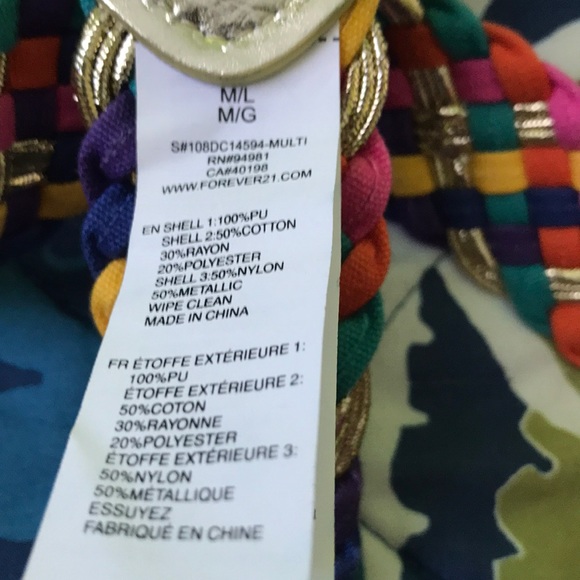 M/L
M/G
S#108DC14594-MULTI
RN#94981
CA#40198
WWW.FOREVER21.COM
EN SHELL 1:100%PU
SHELL 2:50%COTTON
30%RAYON
20%POLYESTER
SHELL 3:50%NYLON
50%METALLIC
WIPE CLEAN
MADE IN CHINA
FR ÉTOFFE EXTÉRIEURE 1:
100%PU
ÉTOFFE EXTÉRIEURE 2:
50%COTON
30%RAYONNE
20%POLYESTER
ÉTOFFE EXTÉRIEURE 3:
50%NYLON
50%MÉTALLIQUE
ESSUYEZ
FABRIQUÉ EN CHINE